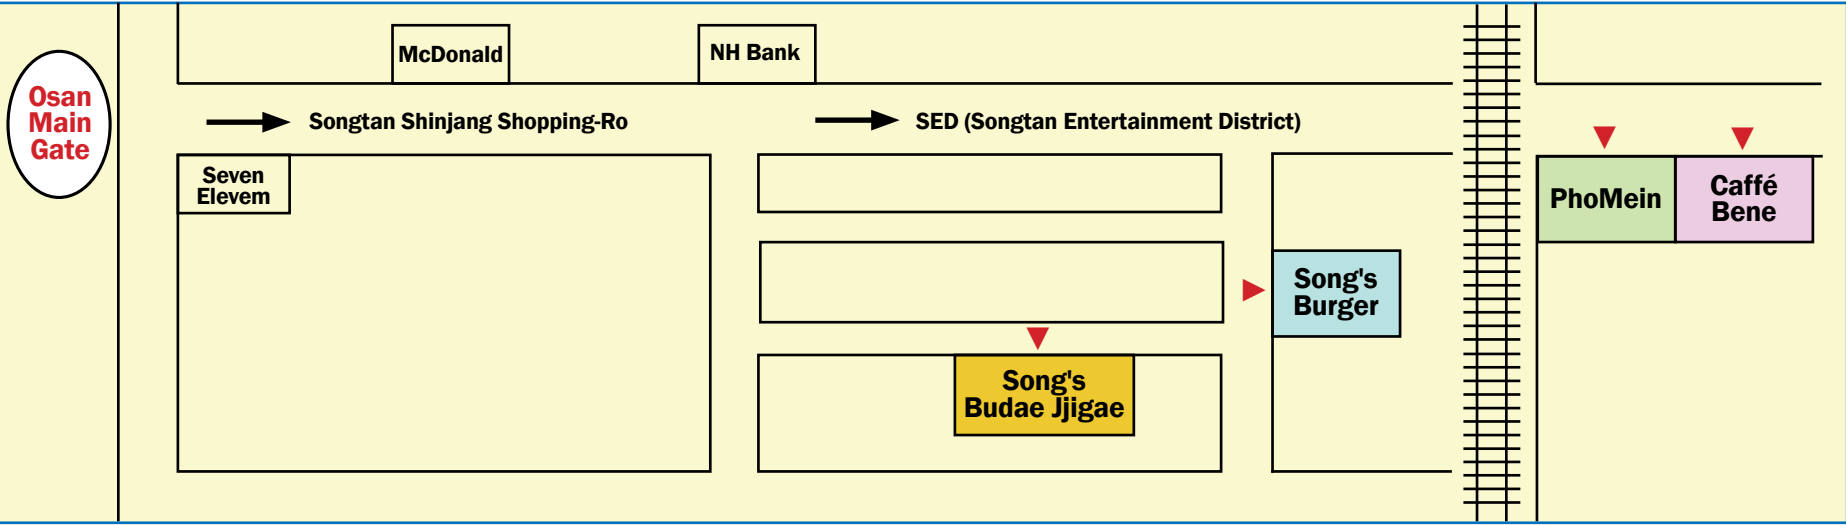 McDonald
NH Bank
Osan
Main
Gate
Songtan Shinjang Shopping-Ro
SED (Songtan Entertainment District)
Seven
Elevem
PhoMein
Caffé
Bene
Song's
Burger
Song's
Budae Jjigae